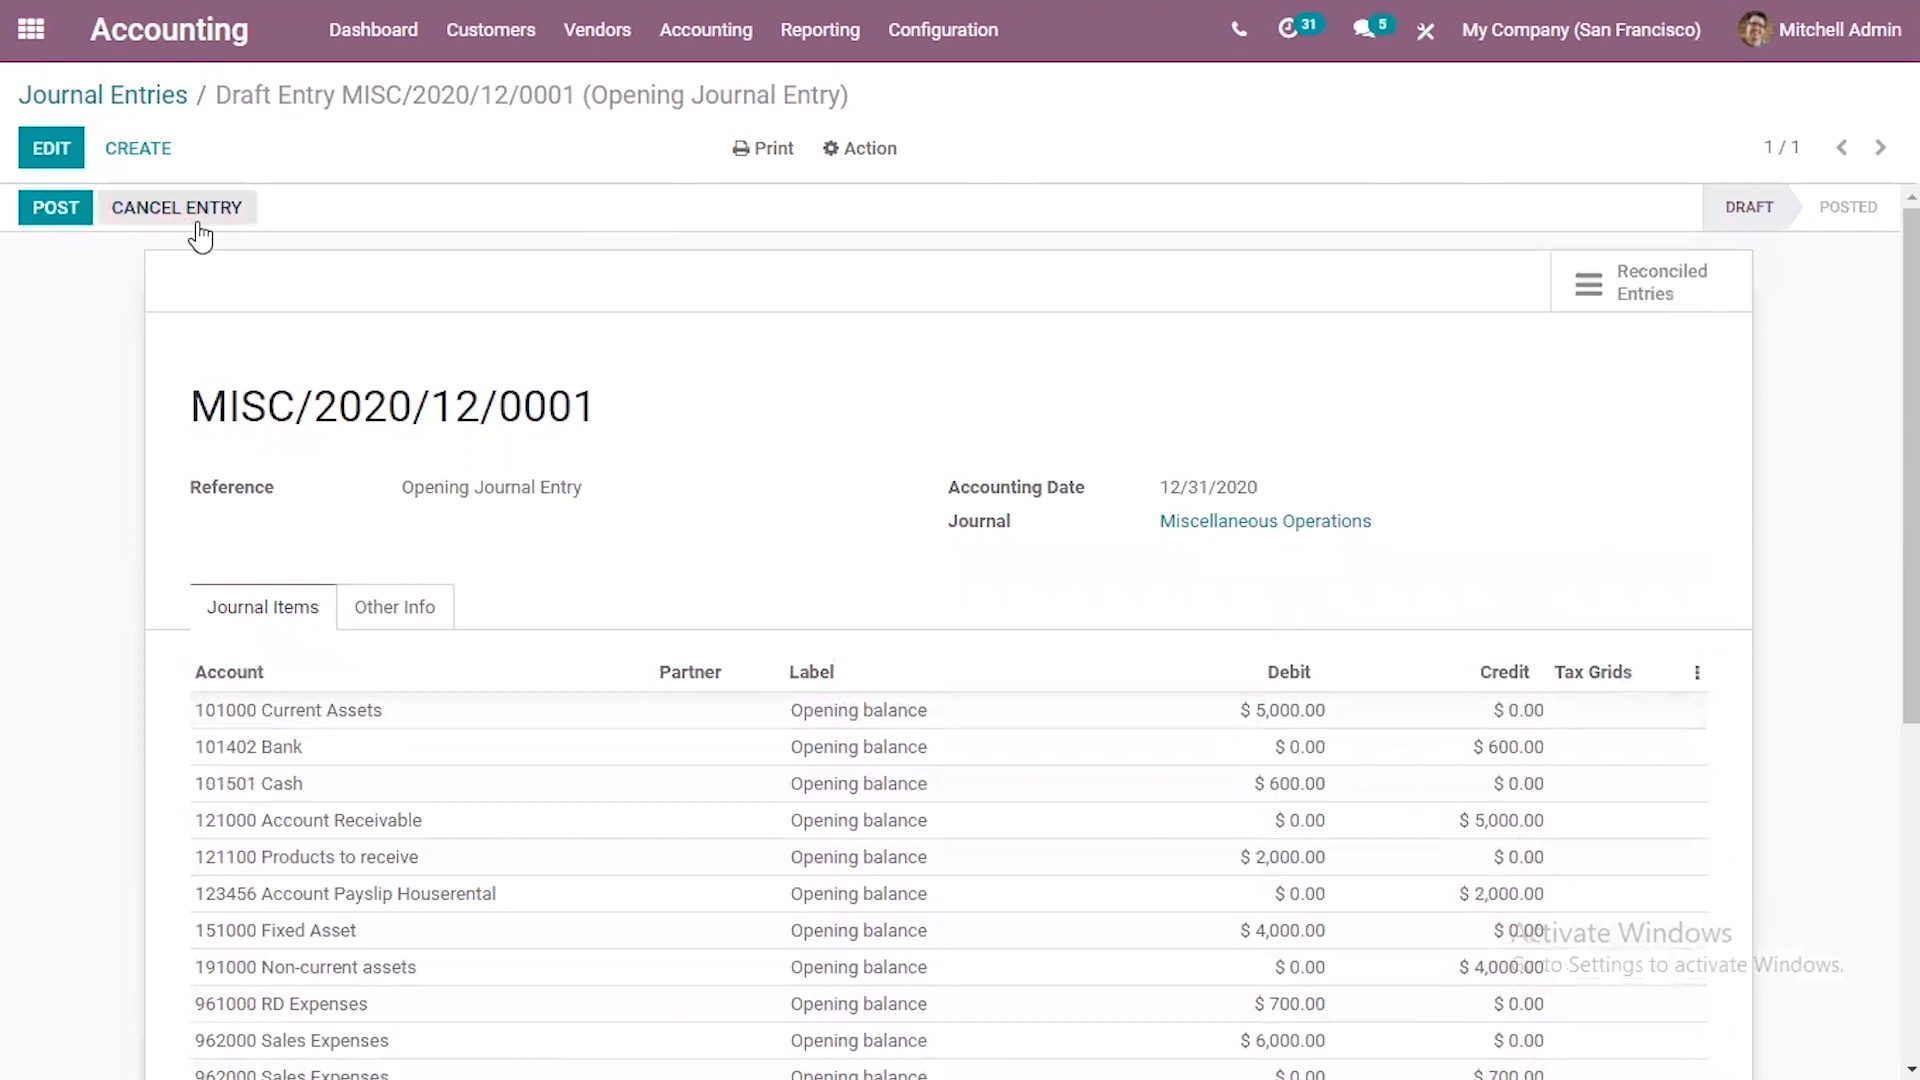 Accounting Dashboard Customers Vendors Accounting Reporting Configuration 31 5 My Company (San Francisco) Mitchell Admin
Journal Entries / Draft Entry MISC/2020/12/0001 (Opening Journal Entry)
EDIT CREATE Print Action 1 / 1
POST CANCEL ENTRY DRAFT POSTED
Reconciled
Entries
MISC/2020/12/0001
Reference Opening Journal Entry Accounting Date 12/31/2020
Journal Miscellaneous Operations
Journal Items Other Info
Account Partner Label Debit Credit Tax Grids
101000 Current Assets Opening balance $ 5,000.00 $ 0.00
101402 Bank Opening balance $ 0.00 $ 600.00
101501 Cash Opening balance $ 600.00 $ 0.00
121000 Account Receivable Opening balance $ 0.00 $ 5,000.00
121100 Products to receive Opening balance $ 2,000.00 $ 0.00
123456 Account Payslip Houserental Opening balance $ 0.00 $ 2,000.00
151000 Fixed Asset Opening balance $ 4,000.00 $ 0.00
Activate Windows
191000 Non-current assets Opening balance $ 0.00 $ 4,000.00
Go to Settings to activate Windows.
961000 RD Expenses Opening balance $ 700.00 $ 0.00
962000 Sales Expenses Opening balance $ 6,000.00 $ 0.00
962000 Sales Expenses Opening balance $ 0.00 $ 700.00